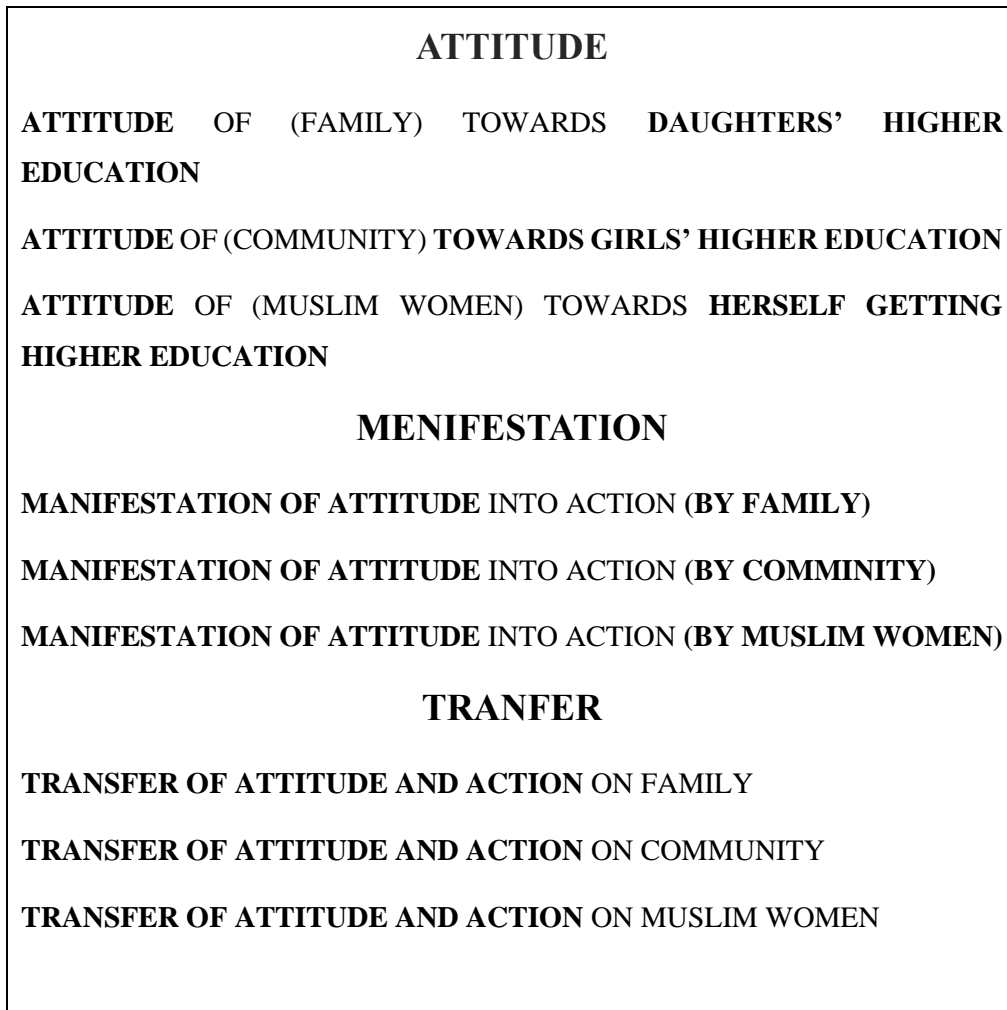 ATTITUDE
ATTITUDE OF (FAMILY) TOWARDS DAUGHTERS’ HIGHER
EDUCATION
ATTITUDE OF (COMMUNITY) TOWARDS GIRLS’ HIGHER EDUCATION
ATTITUDE OF (MUSLIM WOMEN) TOWARDS HERSELF GETTING
HIGHER EDUCATION
MENIFESTATION
MANIFESTATION OF ATTITUDE INTO ACTION (BY FAMILY)
MANIFESTATION OF ATTITUDE INTO ACTION (BY COMMINITY)
MANIFESTATION OF ATTITUDE INTO ACTION (BY MUSLIM WOMEN)
TRANFER
TRANSFER OF ATTITUDE AND ACTION ON FAMILY
TRANSFER OF ATTITUDE AND ACTION ON COMMUNITY
TRANSFER OF ATTITUDE AND ACTION ON MUSLIM WOMEN